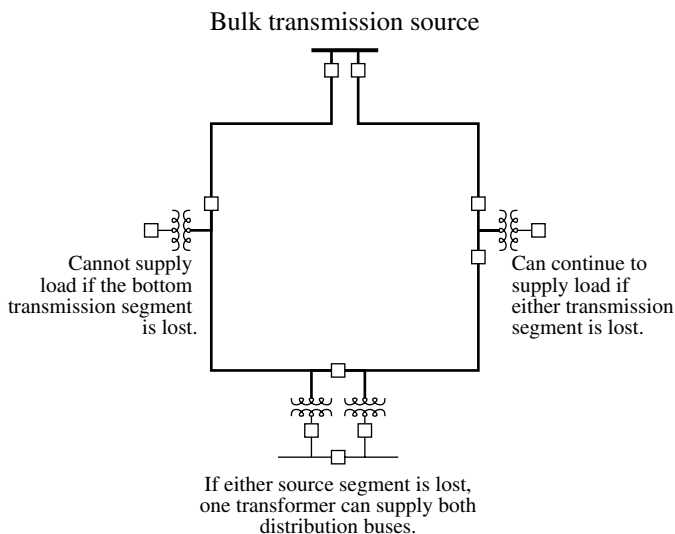 Bulk transmission source
Cannot supply
load if the bottom
transmission segment
is lost.
Can continue to
supply load if
either transmission
segment is lost.
If either source segment is lost,
one transformer can supply both
distribution buses.